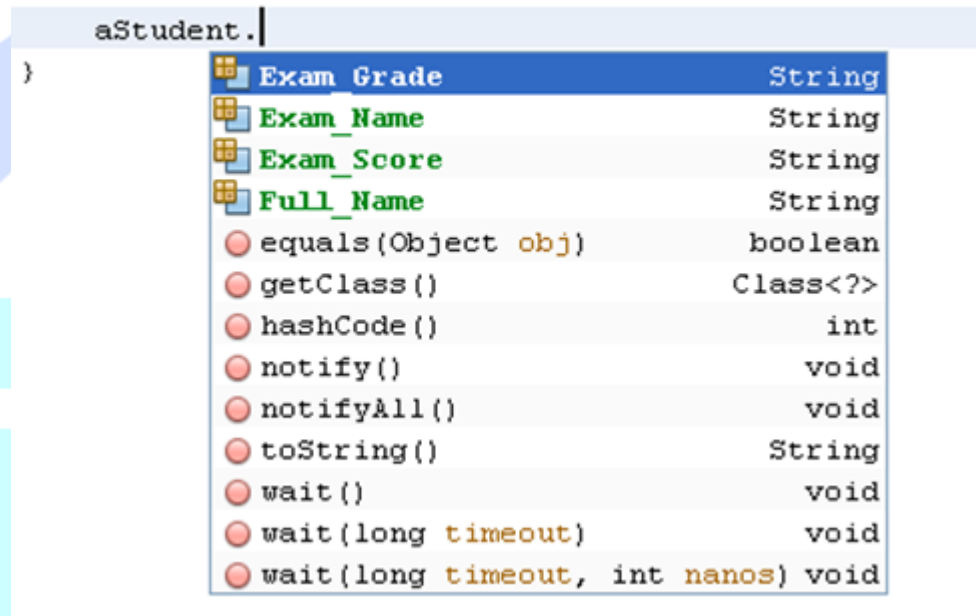 aStudent.
}
Exam_Grade String
Exam_Name String
Exam_Score String
Full_Name String
equals(Object obj) boolean
getClass() Class<?>
hashCode() int
notify() void
notifyAll() void
toString() String
wait() void
wait(long timeout) void
wait(long timeout, int nanos) void